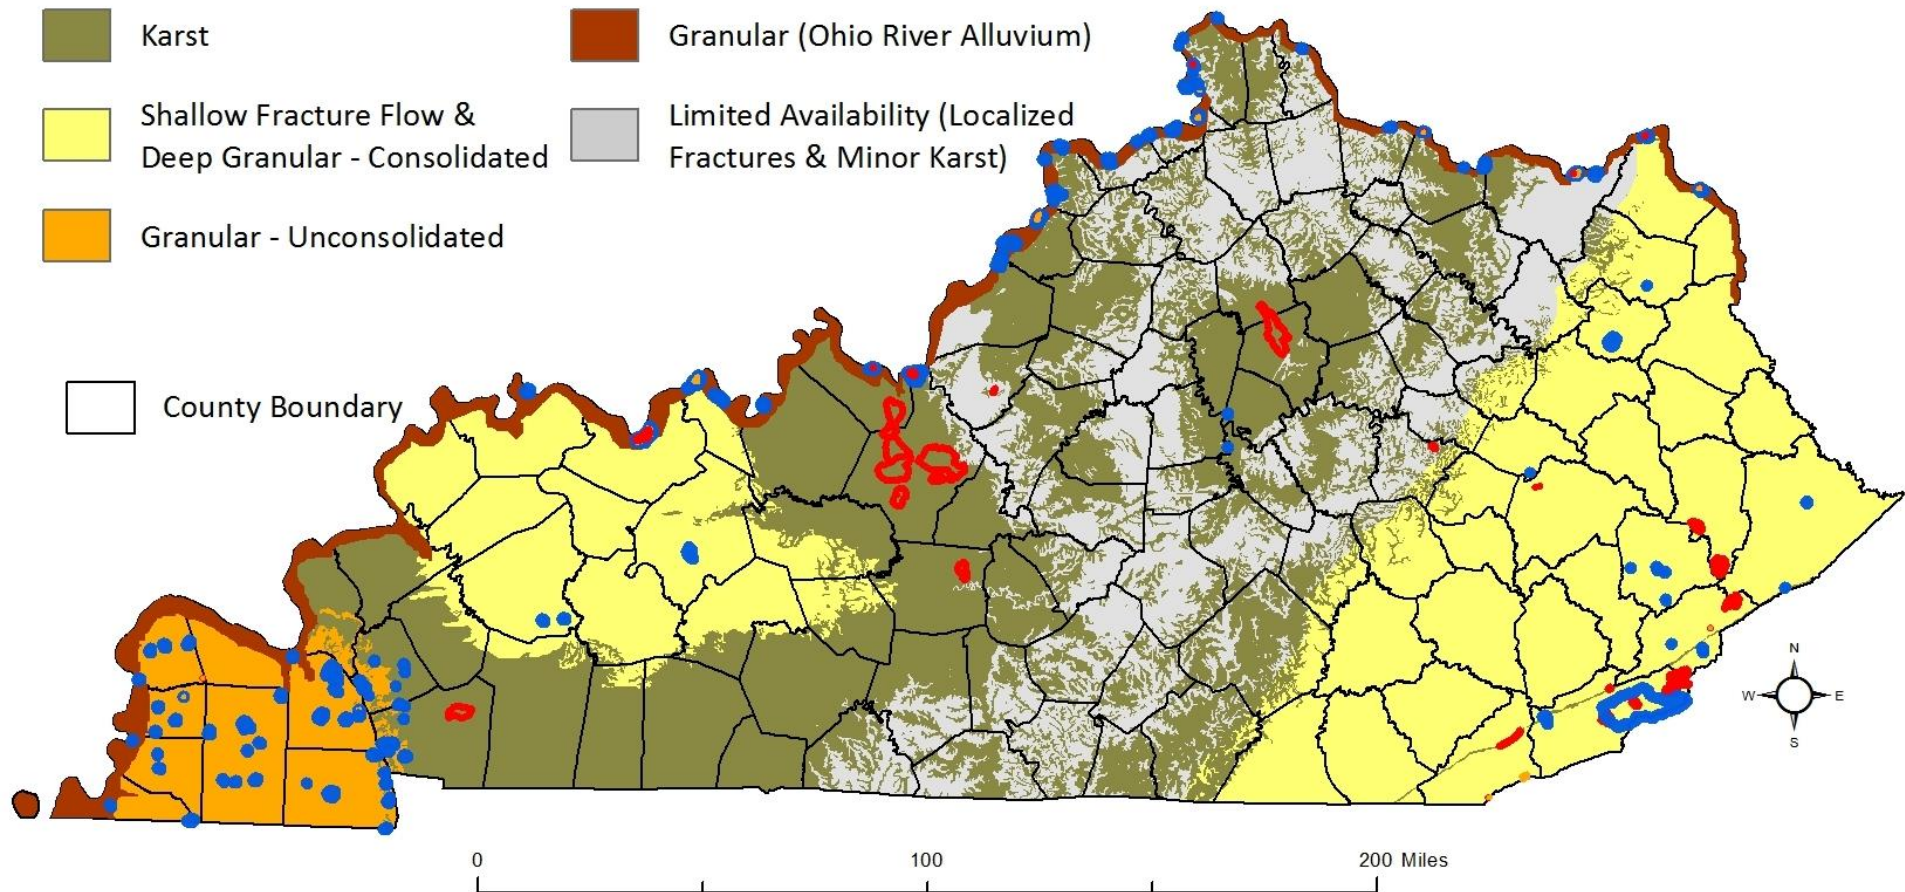 Karst
Granular (Ohio River Alluvium)
Shallow Fracture Flow &
Deep Granular - Consolidated
Limited Availability (Localized
Fractures & Minor Karst)
Granular - Unconsolidated
County Boundary
N
W E
S
0 100 200 Miles